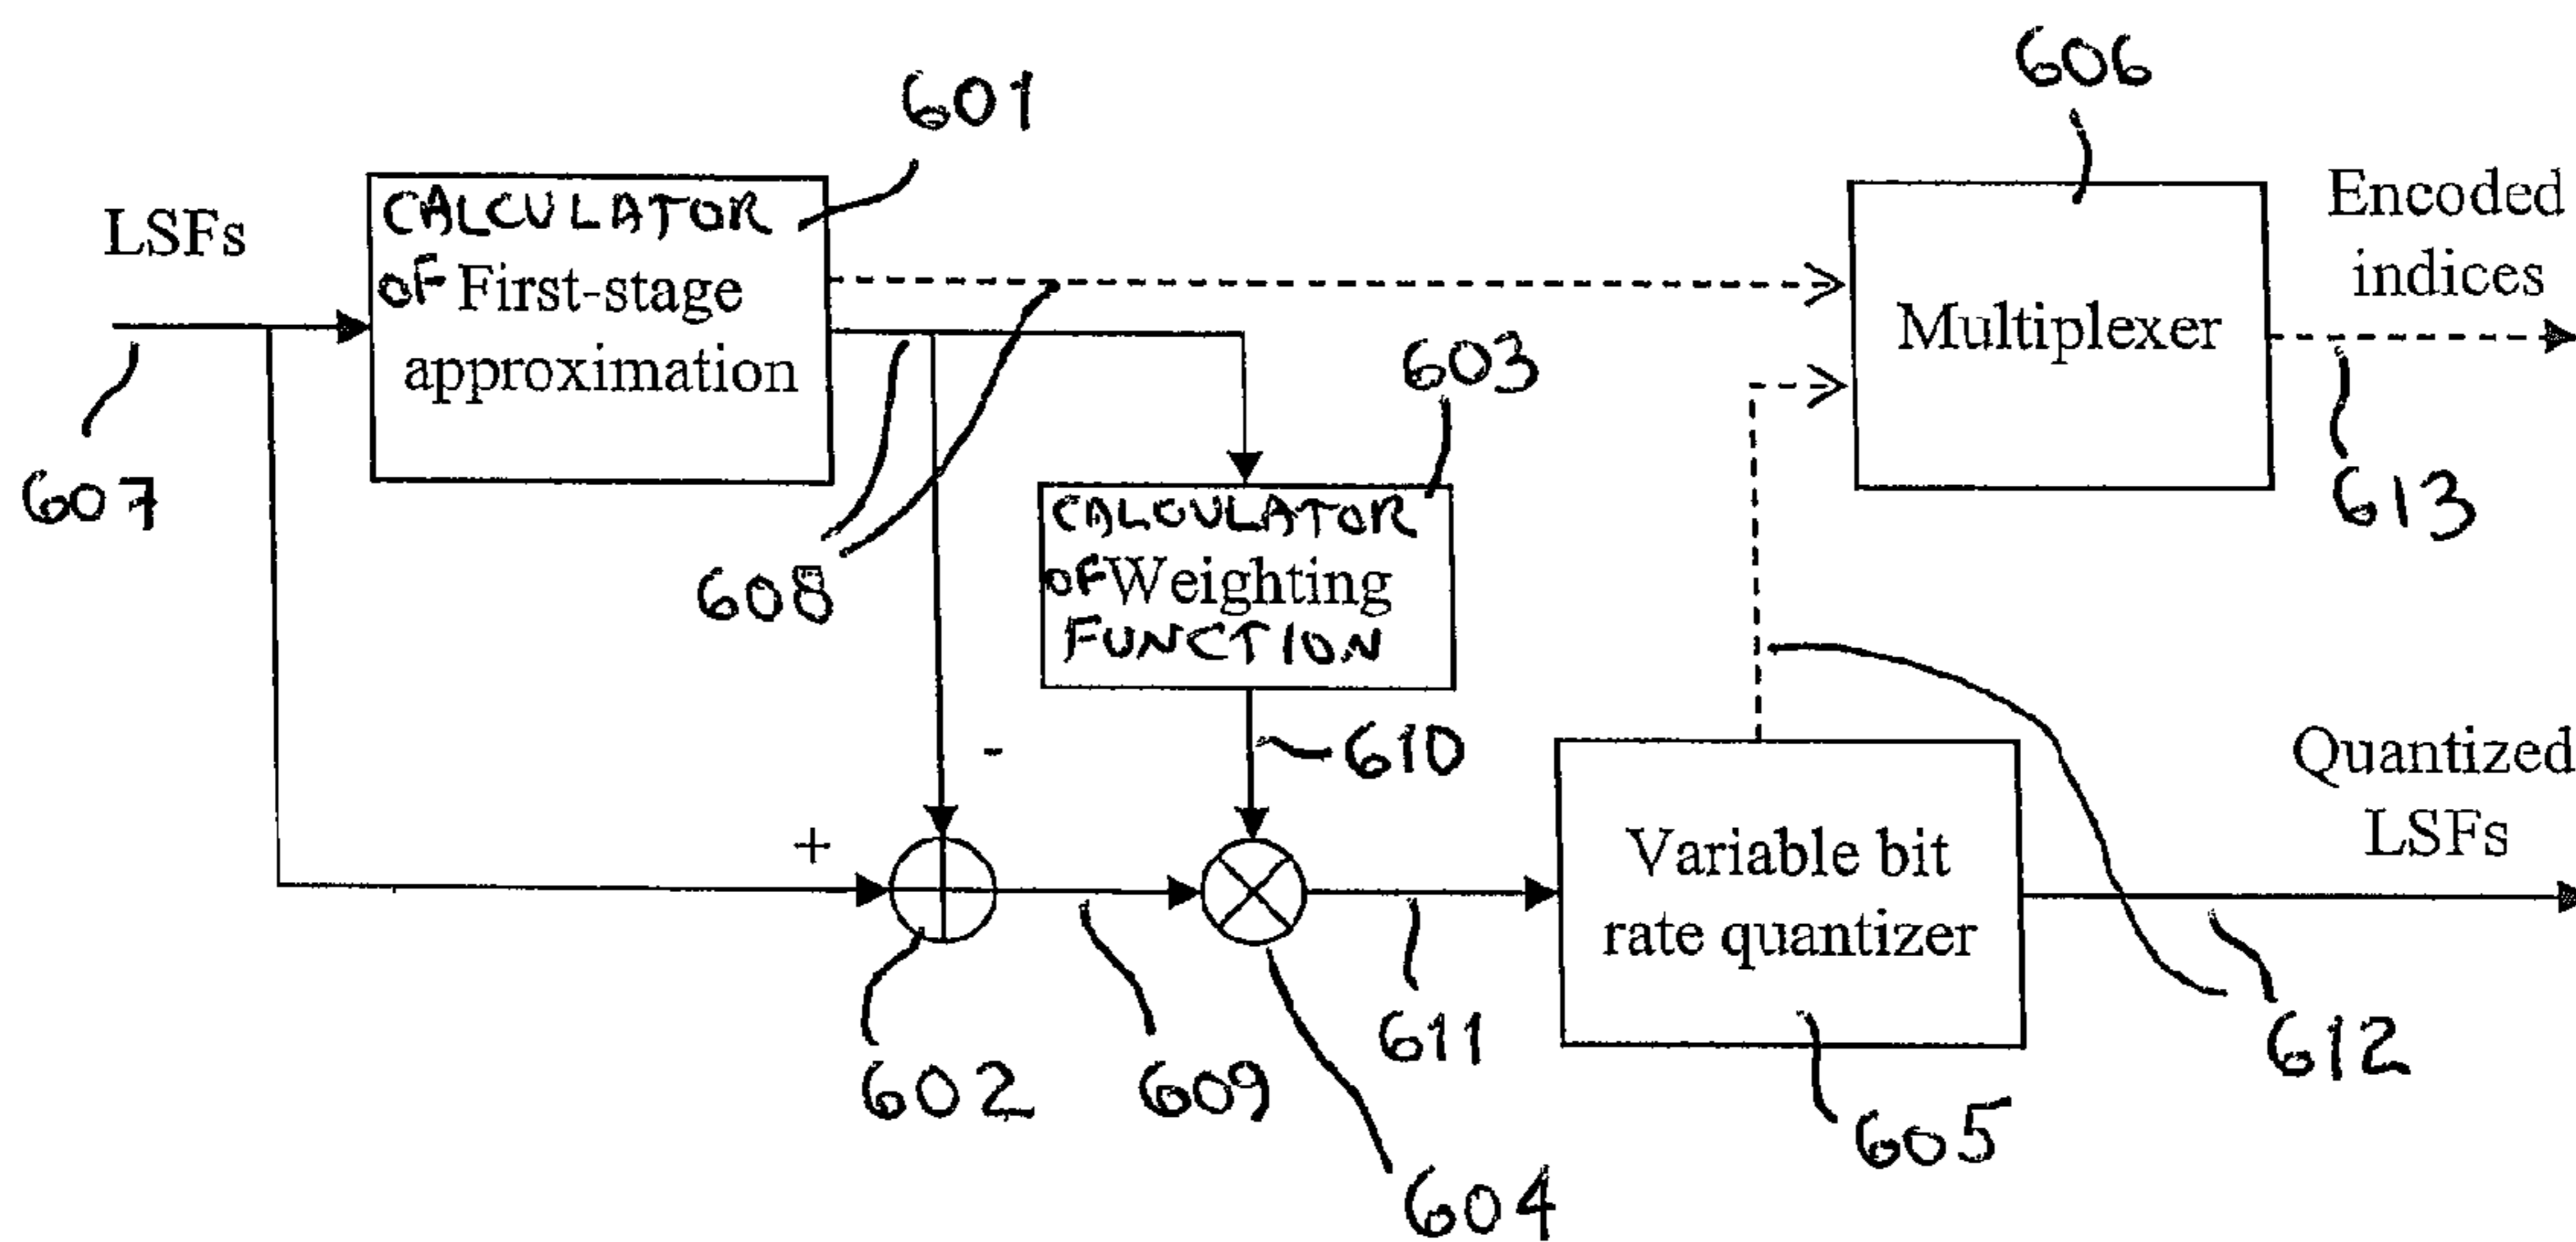 606
601
Encoded
indices
LSFs
CALCULATOR
OF First-stage
approximation
Multiplexer
603
607
613
608
CALCULATOR
OF Weighting
FUNCTION
-
610
Quantized
LSFs
+
Variable bit
rate quantizer
602
609
611
612
605
604